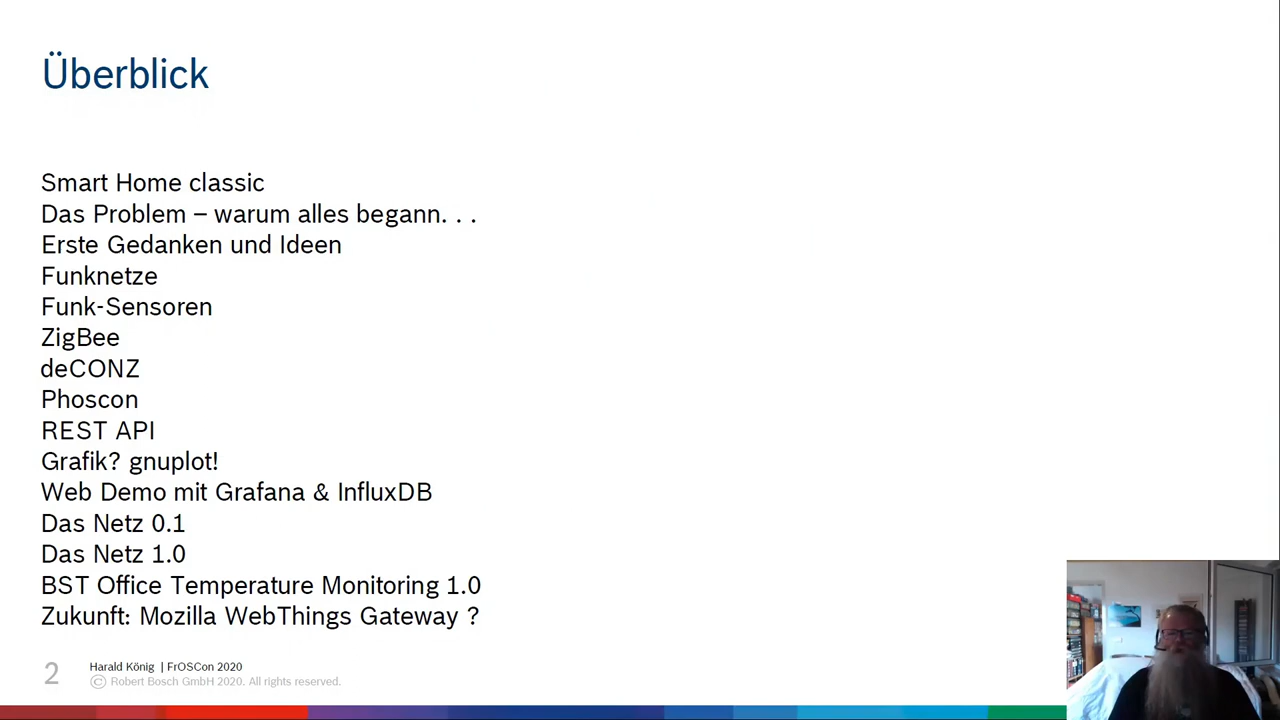 Überblick
Smart Home classic
Das Problem – warum alles begann. . .
Erste Gedanken und Ideen
Funknetze
Funk-Sensoren
ZigBee
deCONZ
Phoscon
REST API
Grafik? gnuplot!
Web Demo mit Grafana & InfluxDB
Das Netz 0.1
Das Netz 1.0
BST Office Temperature Monitoring 1.0
Zukunft: Mozilla WebThings Gateway ?
2
Harald König | FrOSCon 2020
© Robert Bosch GmbH 2020. All rights reserved.